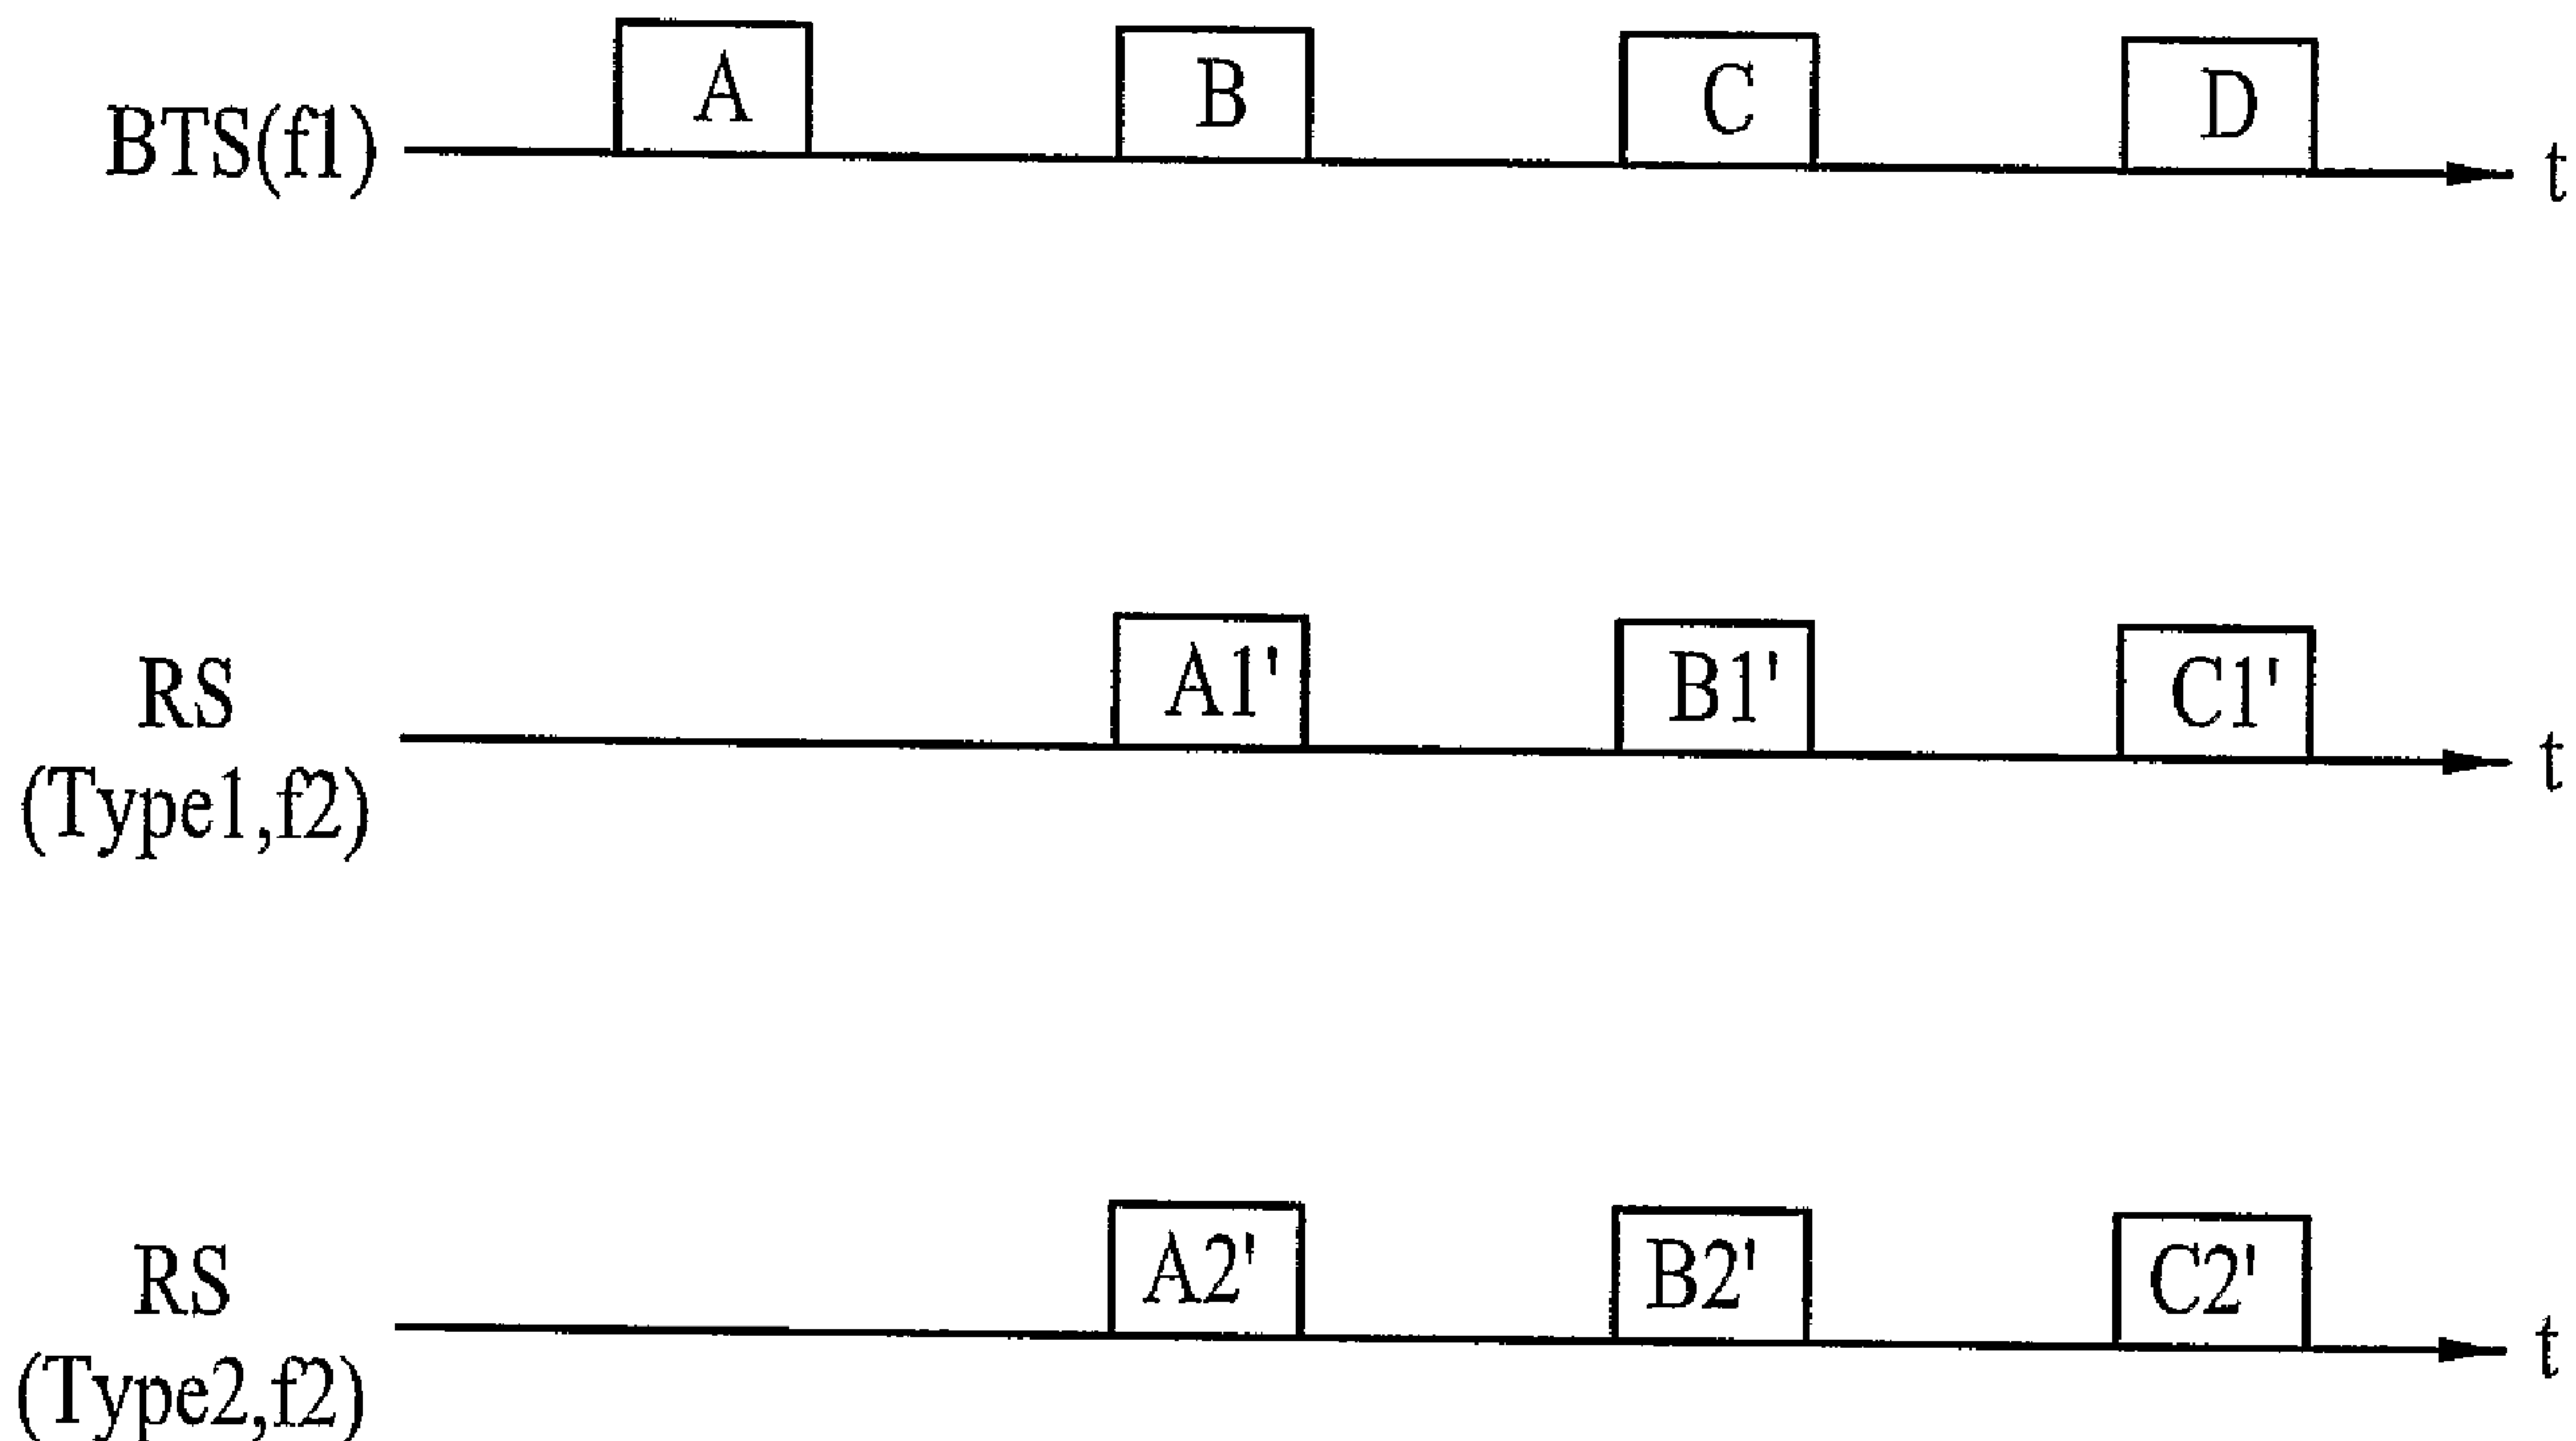 A B C D
BTS(f1) t
A1' B1' C1'
RS
t
(Type1,f2)
A2' B2' C2'
RS
t
(Type2,f2)